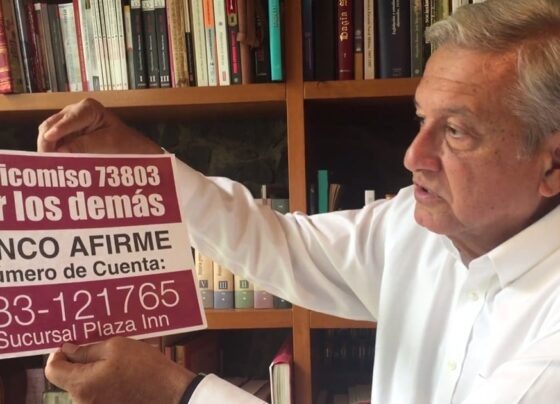 icomiso 73803
r los demás
NCO AFIRME
úmero de Cuenta:
33-121765
Sucursal Plaza Inn